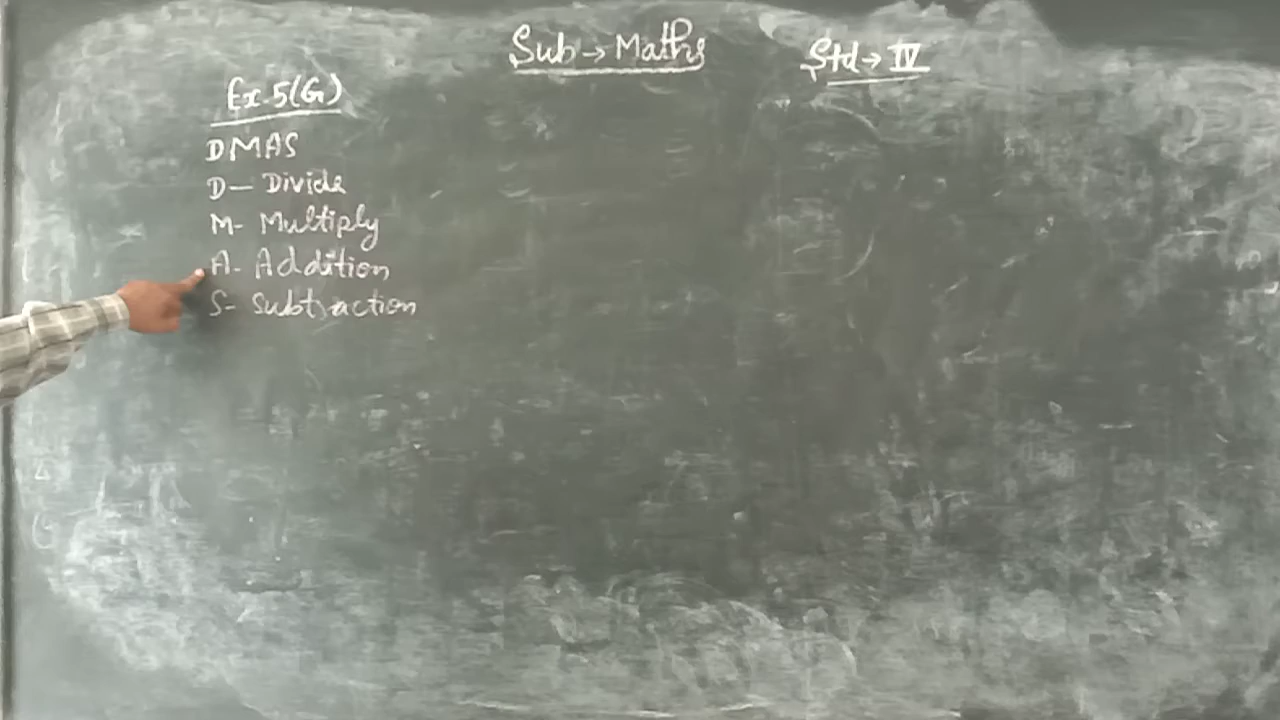 Sub → Maths Std → IV
Ex. 5(G)
DMAS
D — Divide
M - Multiply
A - Addition
S - Subtraction